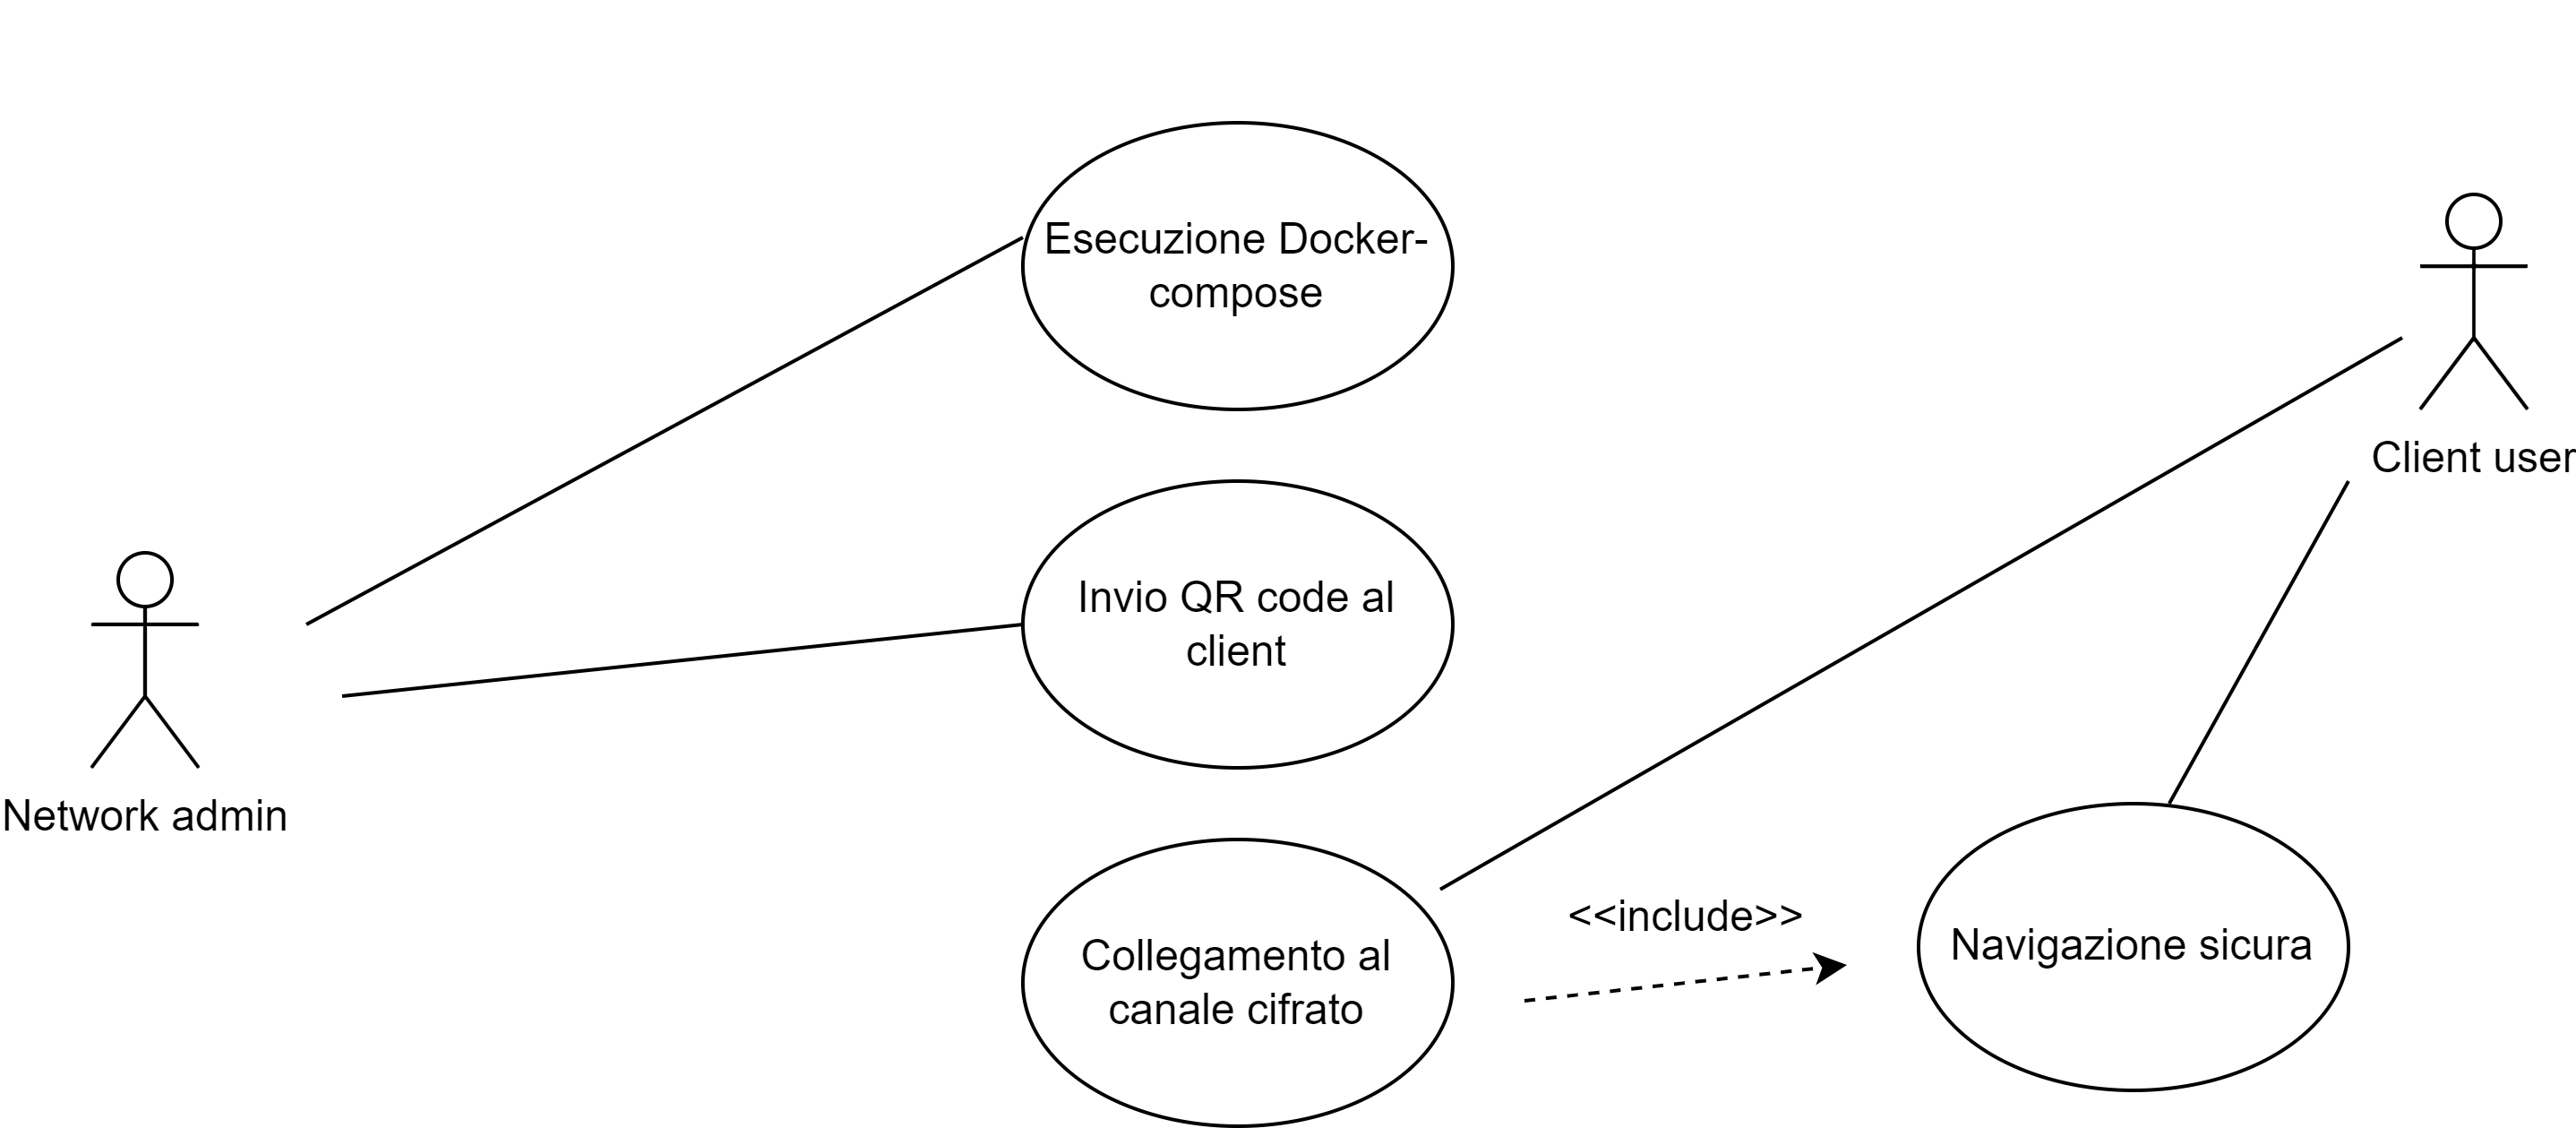 Esecuzione Docker-
compose
Client user
Invio QR code al
client
Network admin
Collegamento al
canale cifrato
<<include>>
Navigazione sicura